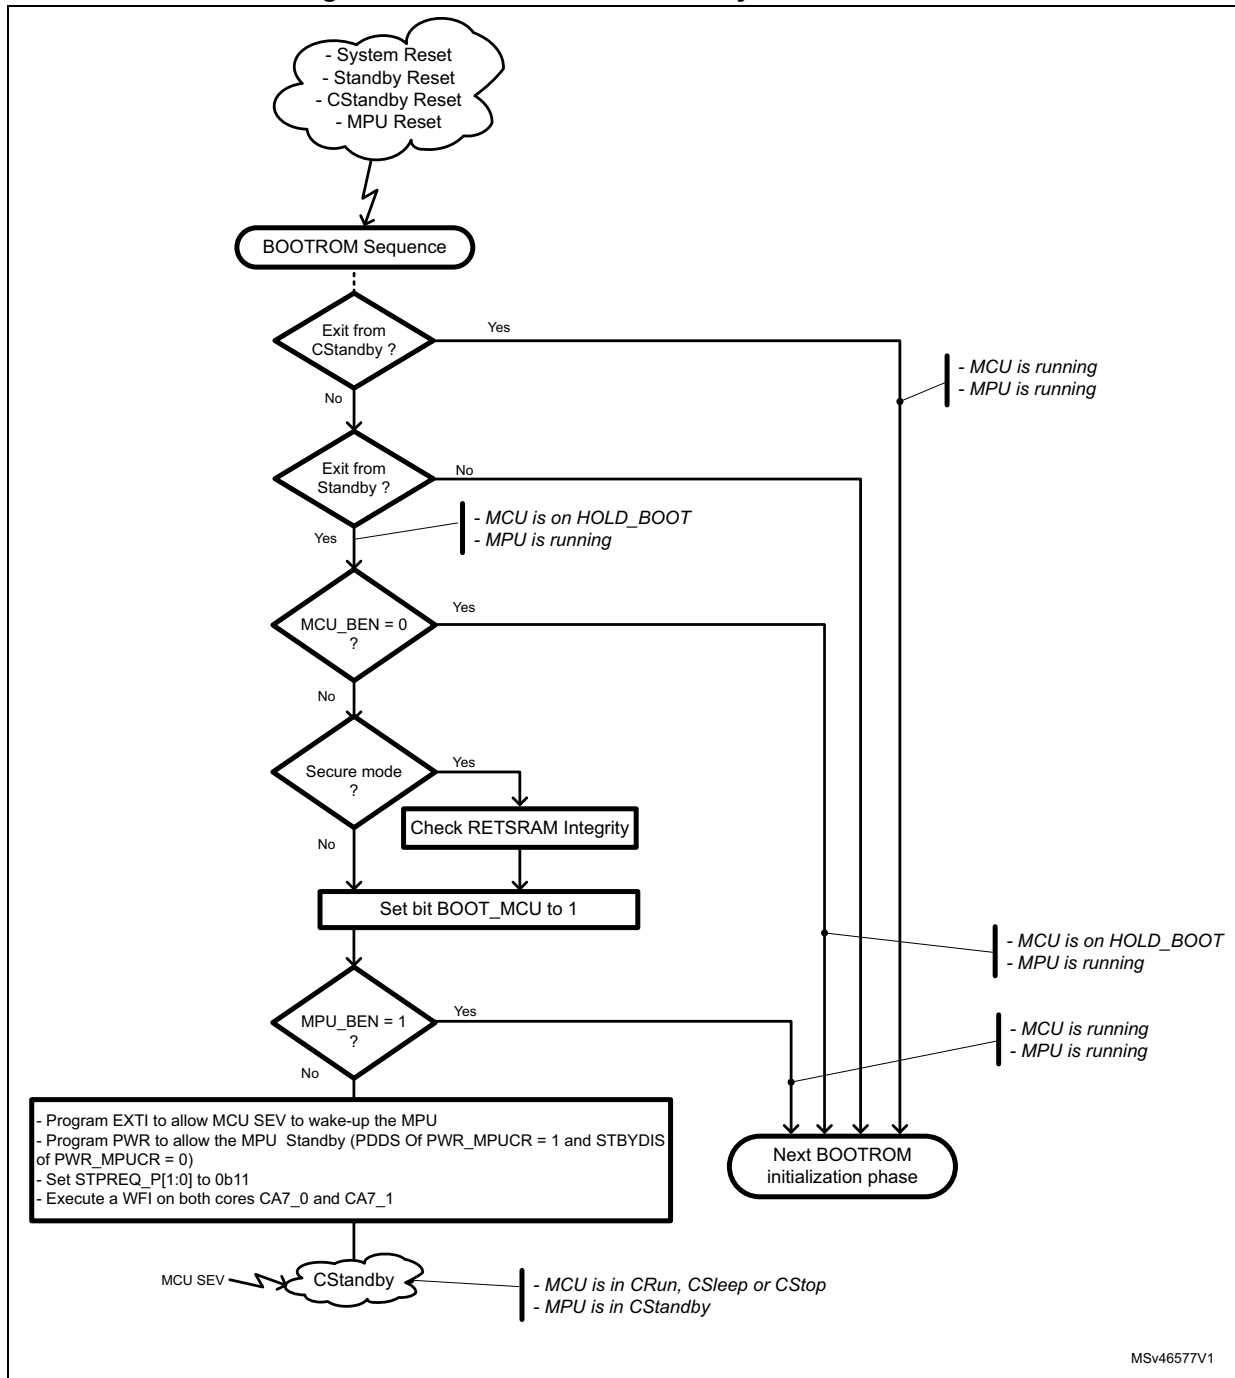 - System Reset
- Standby Reset
- CStandby Reset
- MPU Reset
BOOTROM Sequence
Exit from
CStandby ?
Yes
- MCU is running
- MPU is running
No
Exit from
Standby ?
No
- MCU is on HOLD_BOOT
- MPU is running
Yes
MCU_BEN = 0
?
Yes
No
Secure mode
?
Yes
Check RETSRAM Integrity
No
Set bit BOOT_MCU to 1
- MCU is on HOLD_BOOT
- MPU is running
MPU_BEN = 1
?
Yes
- MCU is running
- MPU is running
No
- Program EXTI to allow MCU SEV to wake-up the MPU
- Program PWR to allow the MPU Standby (PDDS Of PWR_MPUCR = 1 and STBYDIS
of PWR_MPUCR = 0)
- Set STPREQ_P[1:0] to 0b11
- Execute a WFI on both cores CA7_0 and CA7_1
Next BOOTROM
initialization phase
MCU SEV
CStandby
- MCU is in CRun, CSleep or CStop
- MPU is in CStandby
MSv46577V1